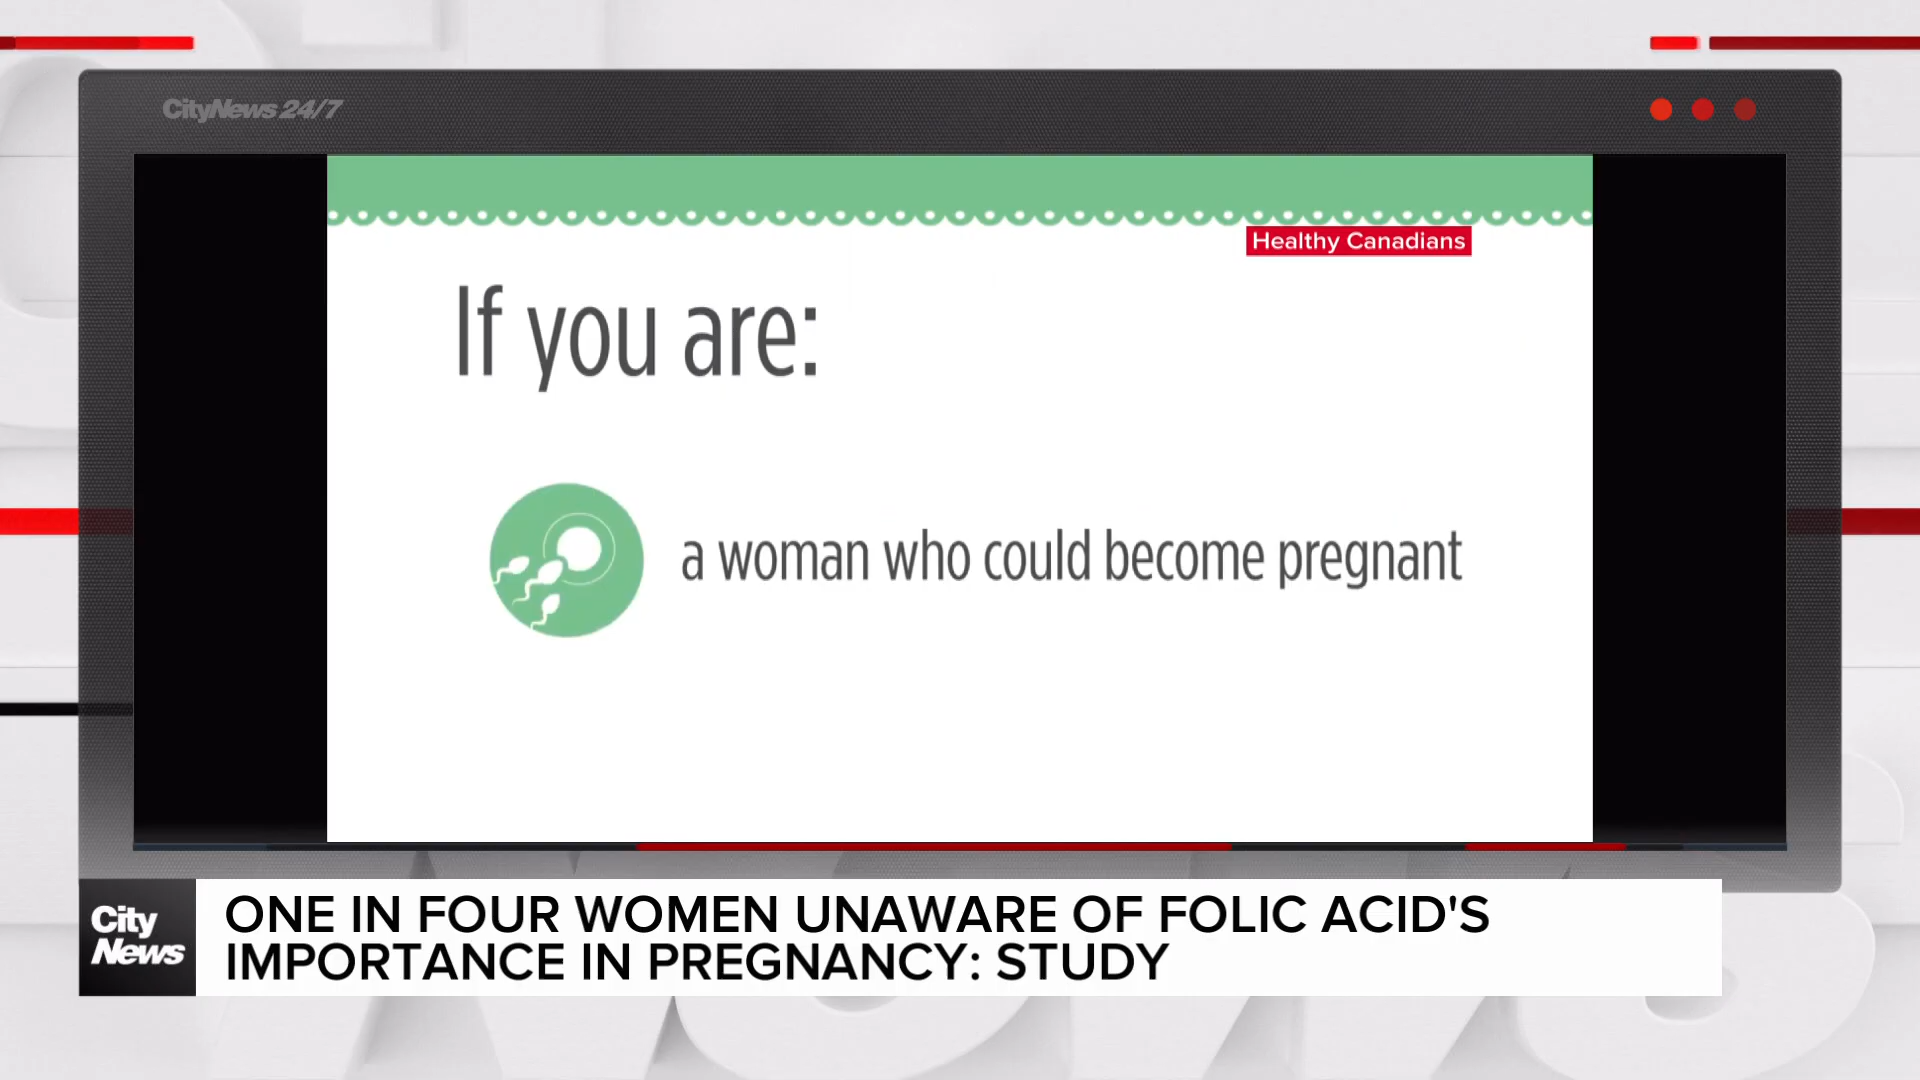 CityNews 24/7
Healthy Canadians
If you are:
a woman who could become pregnant
City
News
ONE IN FOUR WOMEN UNAWARE OF FOLIC ACID'S
IMPORTANCE IN PREGNANCY: STUDY